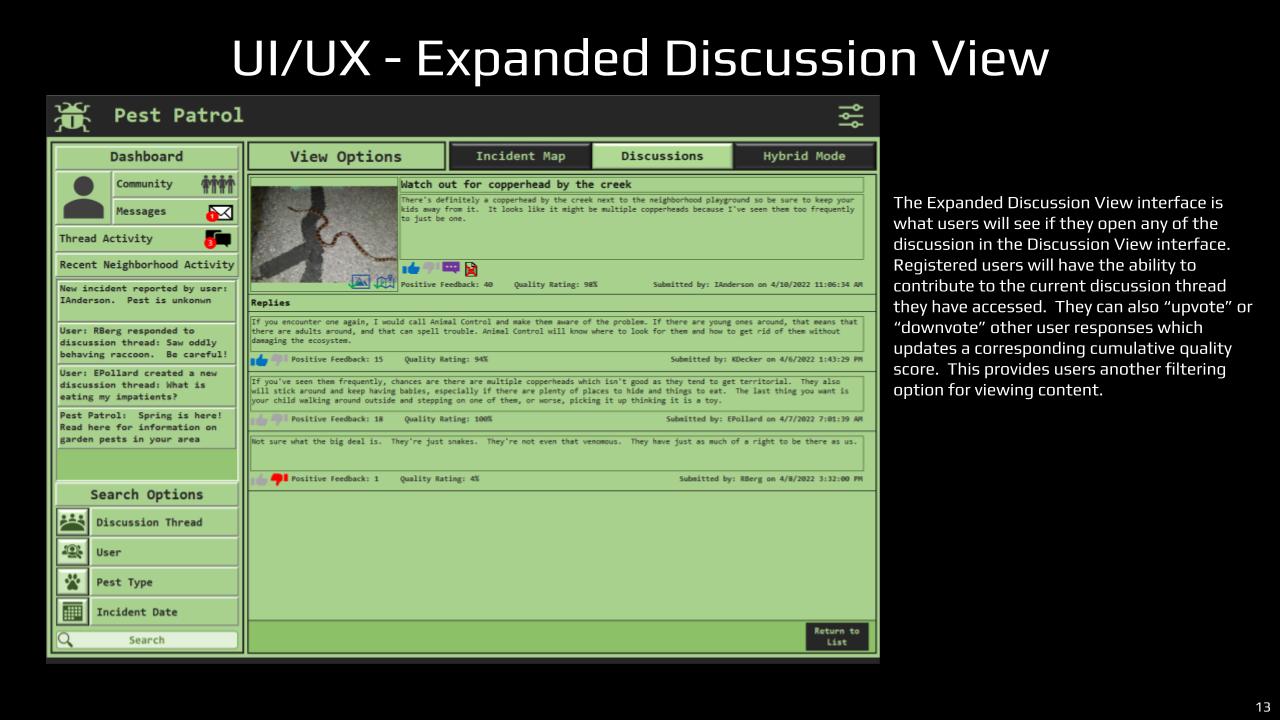 UI/UX - Expanded Discussion View
Pest Patrol
Dashboard
Community
Messages
1
Thread Activity
3
Recent Neighborhood Activity
New incident reported by user:
IAnderson.  Pest is unkonwn
User: RBerg responded to
discussion thread: Saw oddly
behaving raccoon.  Be careful!
User: EPollard created a new
discussion thread: What is
eating my impatients?
Pest Patrol:  Spring is here!
Read here for information on
garden pests in your area
Search Options
Discussion Thread
User
Pest Type
Incident Date
Search
View Options
Incident Map
Discussions
Hybrid Mode
Watch out for copperhead by the creek
There's definitely a copperhead by the creek next to the neighborhood playground so be sure to keep your
kids away from it.  It looks like it might be multiple copperheads because I've seen them too frequently
to just be one.
Positive Feedback: 40 Quality Rating: 98% Submitted by: IAnderson on 4/10/2022 11:06:34 AM
Replies
If you encounter one again, I would call Animal Control and make them aware of the problem. If there are young ones around, that means that
there are adults around, and that can spell trouble. Animal Control will know where to look for them and how to get rid of them without
damaging the ecosystem.
Positive Feedback: 15 Quality Rating: 94% Submitted by: KDecker on 4/6/2022 1:43:29 PM
If you've seen them frequently, chances are there are multiple copperheads which isn't good as they tend to get territorial.  They also
will stick around and keep having babies, especially if there are plenty of places to hide and things to eat.  The last thing you want is
your child walking around outside and stepping on one of them, or worse, picking it up thinking it is a toy.
Positive Feedback: 18 Quality Rating: 100% Submitted by: EPollard on 4/7/2022 7:01:39 AM
Not sure what the big deal is.  They're just snakes.  They're not even that venomous.  They have just as much of a right to be there as us.
Positive Feedback: 1 Quality Rating: 4% Submitted by: RBerg on 4/8/2022 3:32:00 PM
Return to
List
The Expanded Discussion View interface is
what users will see if they open any of the
discussion in the Discussion View interface.
Registered users will have the ability to
contribute to the current discussion thread
they have accessed.  They can also “upvote” or
“downvote” other user responses which
updates a corresponding cumulative quality
score.  This provides users another filtering
option for viewing content.
13